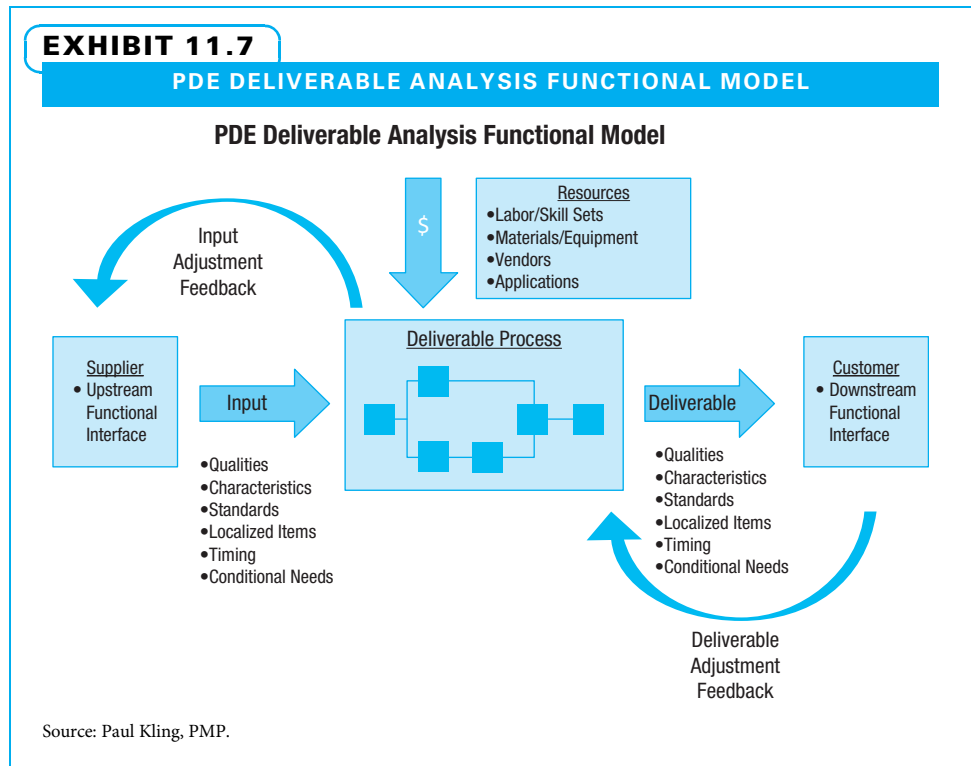 EXHIBIT 11.7
PDE DELIVERABLE ANALYSIS FUNCTIONAL MODEL
PDE Deliverable Analysis Functional Model
$
Resources
•Labor/Skill Sets
•Materials/Equipment
•Vendors
•Applications
Input
Adjustment
Feedback
Supplier
• Upstream
Functional
Interface
Input
•Qualities
•Characteristics
•Standards
•Localized Items
•Timing
•Conditional Needs
Deliverable Process
Deliverable
•Qualities
•Characteristics
•Standards
•Localized Items
•Timing
•Conditional Needs
Customer
• Downstream
Functional
Interface
Deliverable
Adjustment
Feedback
Source: Paul Kling, PMP.